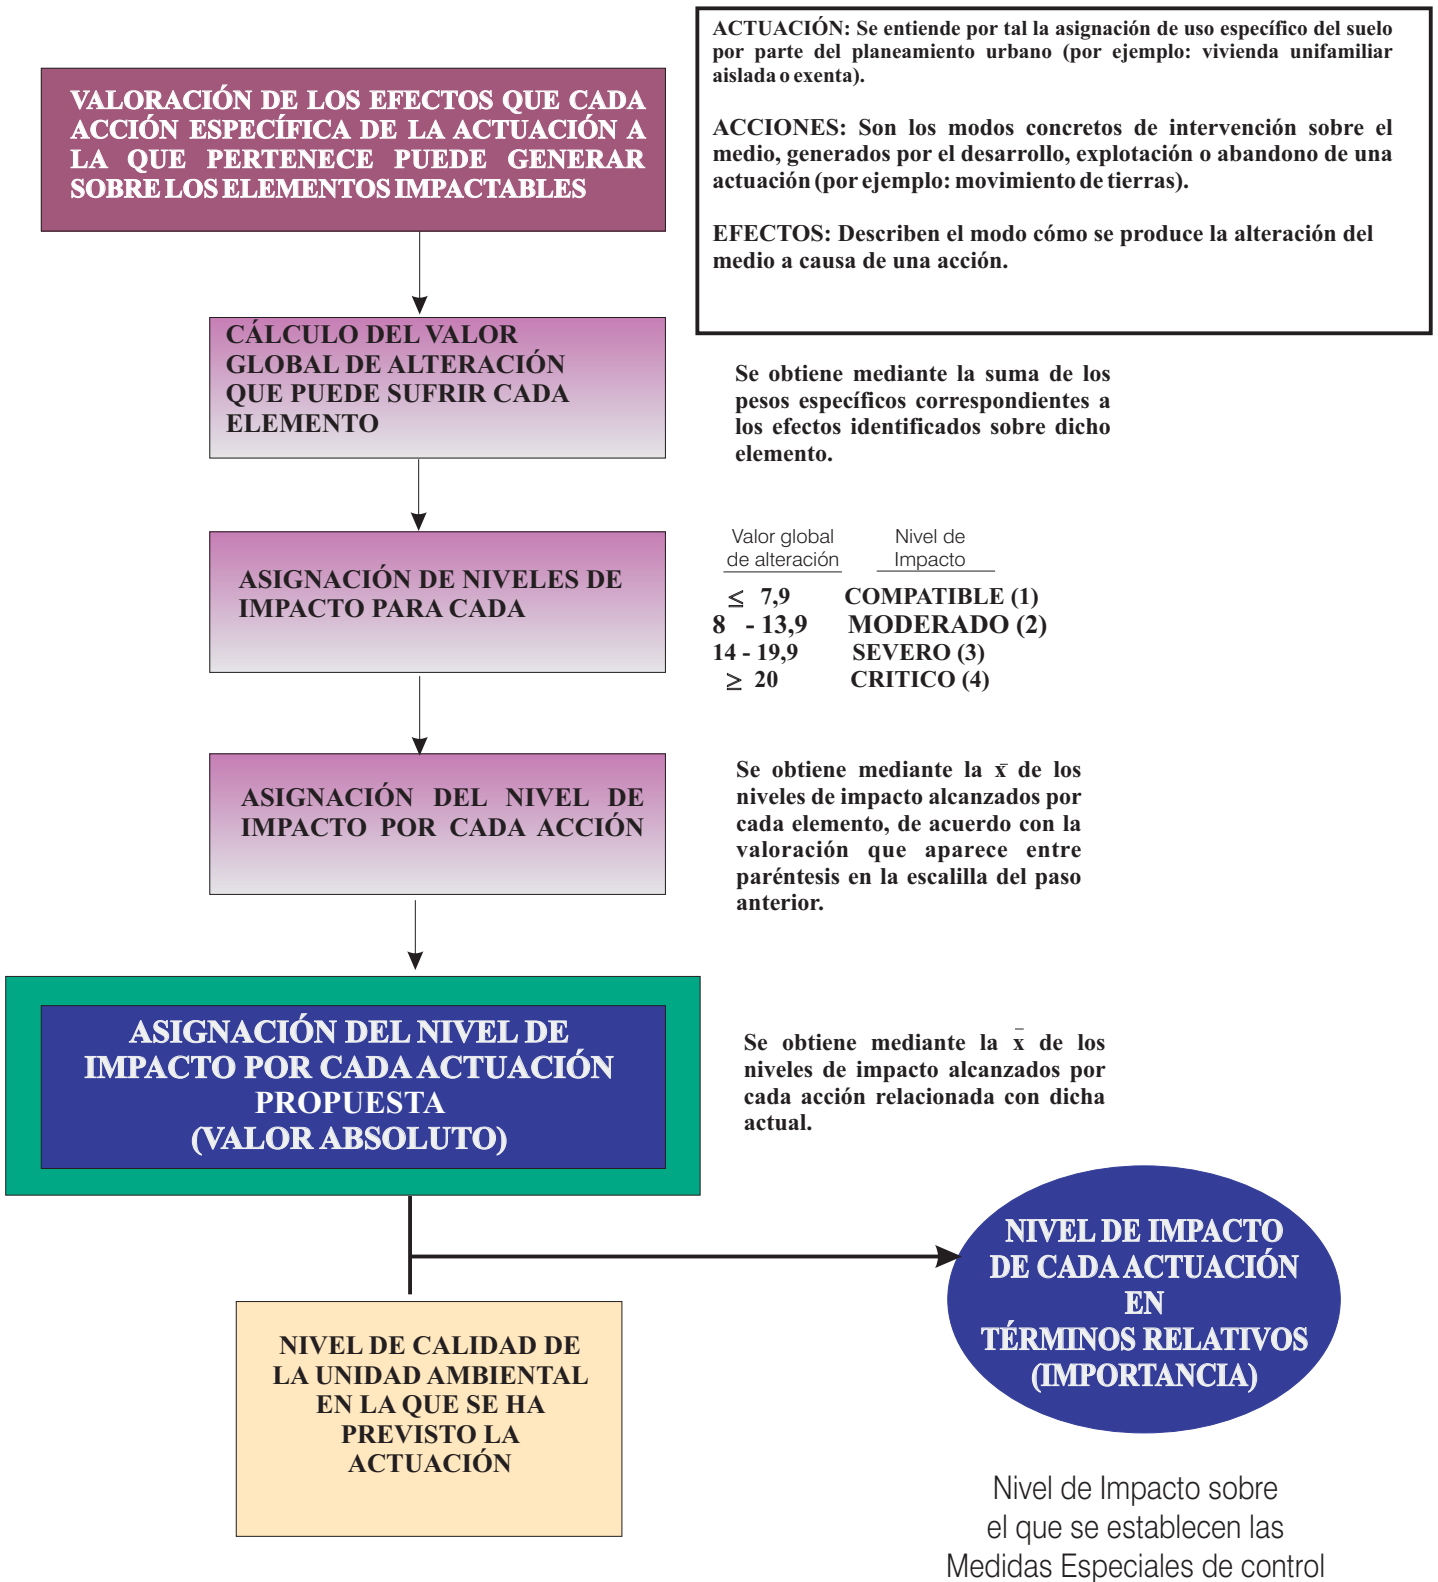 ACTUACIÓN: Se entiende por tal la asignación de uso específico del suelo
por parte del planeamiento urbano (por ejemplo: vivienda unifamiliar
aislada o exenta).
ACCIONES: Son los modos concretos de intervención sobre el
medio, generados por el desarrollo, explotación o abandono de una
actuación (por ejemplo: movimiento de tierras).
EFECTOS: Describen el modo cómo se produce la alteración del
medio a causa de una acción.
VALORACIÓN DE LOS EFECTOS QUE CADA
ACCIÓN ESPECÍFICA DE LA ACTUACIÓN A
LA QUE PERTENECE PUEDE GENERAR
SOBRE LOS ELEMENTOS IMPACTABLES
CÁLCULO DEL VALOR
GLOBAL DE ALTERACIÓN
QUE PUEDE SUFRIR CADA
ELEMENTO
Se obtiene mediante la suma de los
pesos específicos correspondientes a
los efectos identificados sobre dicho
elemento.
ASIGNACIÓN DE NIVELES DE
IMPACTO PARA CADA
Valor global Nivel de
de alteración Impacto
≤ 7,9 COMPATIBLE (1)
8 - 13,9 MODERADO (2)
14 - 19,9 SEVERO (3)
≥ 20 CRITICO (4)
ASIGNACIÓN DEL NIVEL DE
IMPACTO POR CADA ACCIÓN
Se obtiene mediante la x̄ de los
niveles de impacto alcanzados por
cada elemento, de acuerdo con la
valoración que aparece entre
paréntesis en la escalilla del paso
anterior.
ASIGNACIÓN DEL NIVEL DE
IMPACTO POR CADA ACTUACIÓN
PROPUESTA
(VALOR ABSOLUTO)
Se obtiene mediante la x̄ de los
niveles de impacto alcanzados por
cada acción relacionada con dicha
actual.
NIVEL DE IMPACTO
DE CADA ACTUACIÓN
EN
TÉRMINOS RELATIVOS
(IMPORTANCIA)
NIVEL DE CALIDAD DE
LA UNIDAD AMBIENTAL
EN LA QUE SE HA
PREVISTO LA
ACTUACIÓN
Nivel de Impacto sobre
el que se establecen las
Medidas Especiales de control